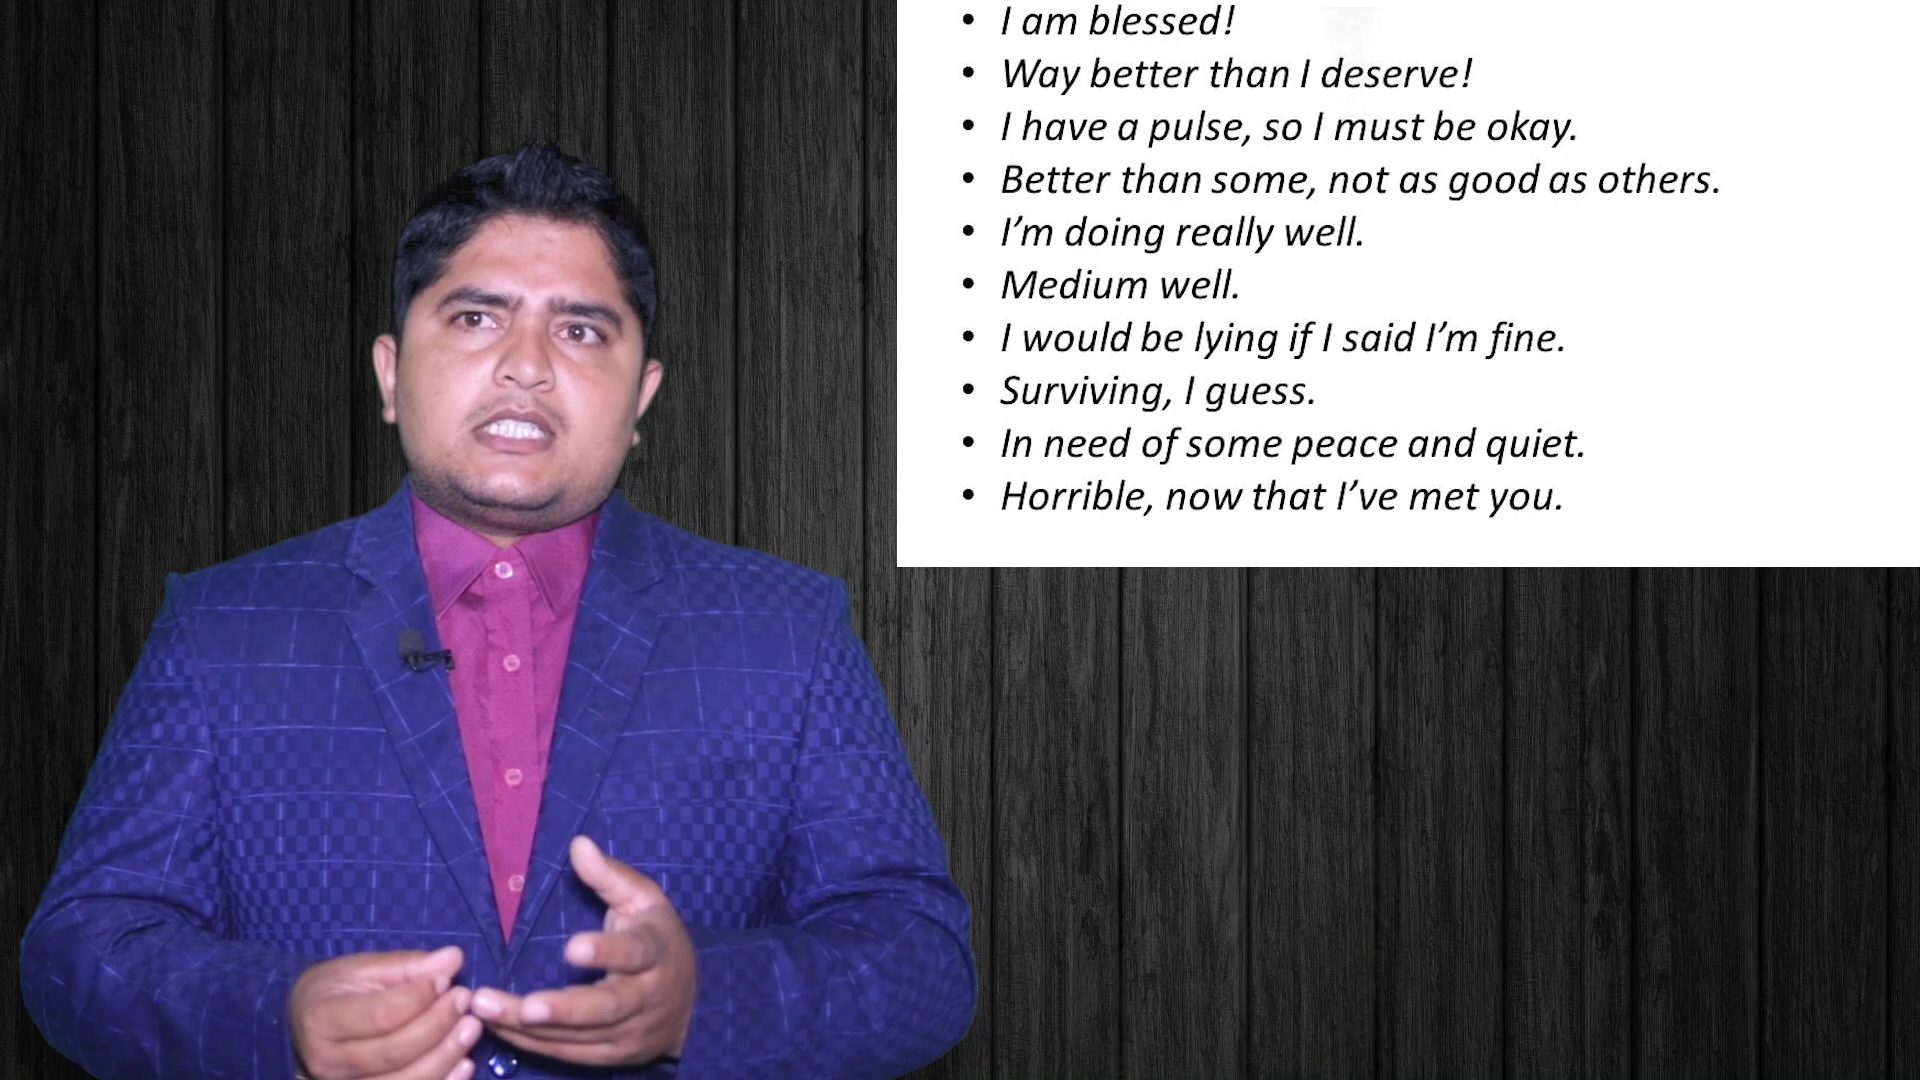 • I am blessed!
• Way better than I deserve!
• I have a pulse, so I must be okay.
• Better than some, not as good as others.
• I’m doing really well.
• Medium well.
• I would be lying if I said I’m fine.
• Surviving, I guess.
• In need of some peace and quiet.
• Horrible, now that I’ve met you.